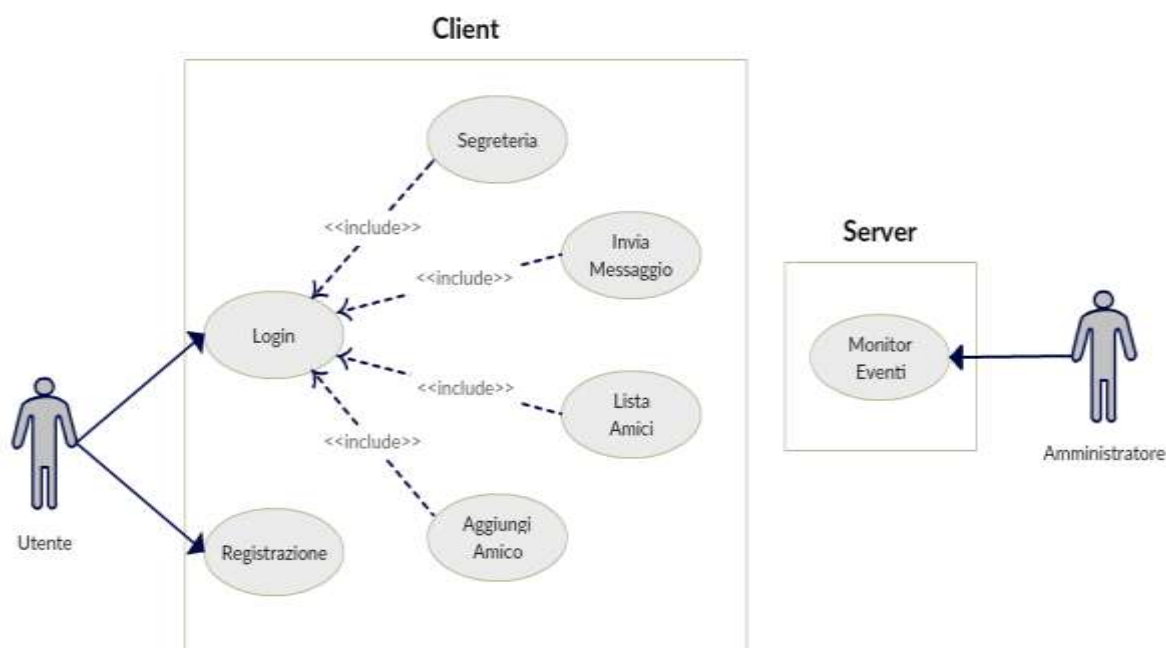 Client
Segreteria
<<include>>
Invia
Messaggio
<<include>>
Server
Login
Monitor
Eventi
<<include>>
Lista
Amici
<<include>>
Amministratore
Aggiungi
Amico
Utente
Registrazione